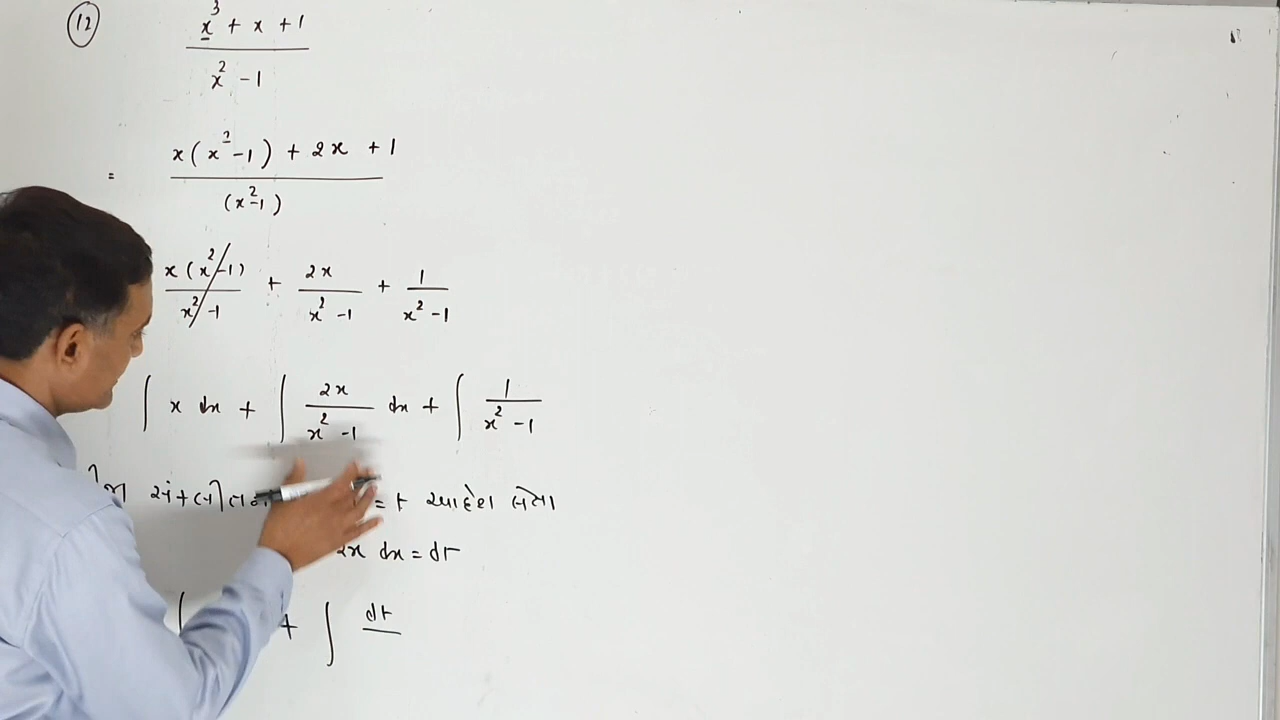 (12) x³ + x + 1 / x² - 1
= x(x² - 1) + 2x + 1 / (x² - 1)
x(x² - 1) / x² - 1 + 2x / x² - 1 + 1 / x² - 1
∫ x dx + ∫ 2x / x² - 1 dx + ∫ 1 / x² - 1
= t આદેશ લેતા
2x dx = dt
∫ + ∫ dt